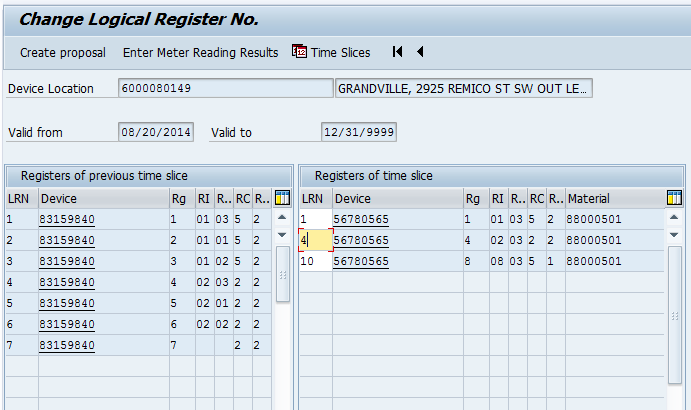 Change Logical Register No.
Create proposal Enter Meter Reading Results Time Slices
Device Location 6000080149 GRANDVILLE, 2925 REMICO ST SW OUT LE...
Valid from 08/20/2014 Valid to 12/31/9999
Registers of previous time slice
LRN Device Rg RI R.. RC R..
1 83159840 1 01 03 5 2
2 83159840 2 01 01 5 2
3 83159840 3 01 02 5 2
4 83159840 4 02 03 2 2
5 83159840 5 02 01 2 2
6 83159840 6 02 02 2 2
7 83159840 7 2 2
Registers of time slice
LRN Device Rg RI R.. RC R.. Material
1 56780565 1 01 03 5 2 88000501
4 56780565 4 02 03 2 2 88000501
10 56780565 8 08 03 5 1 88000501